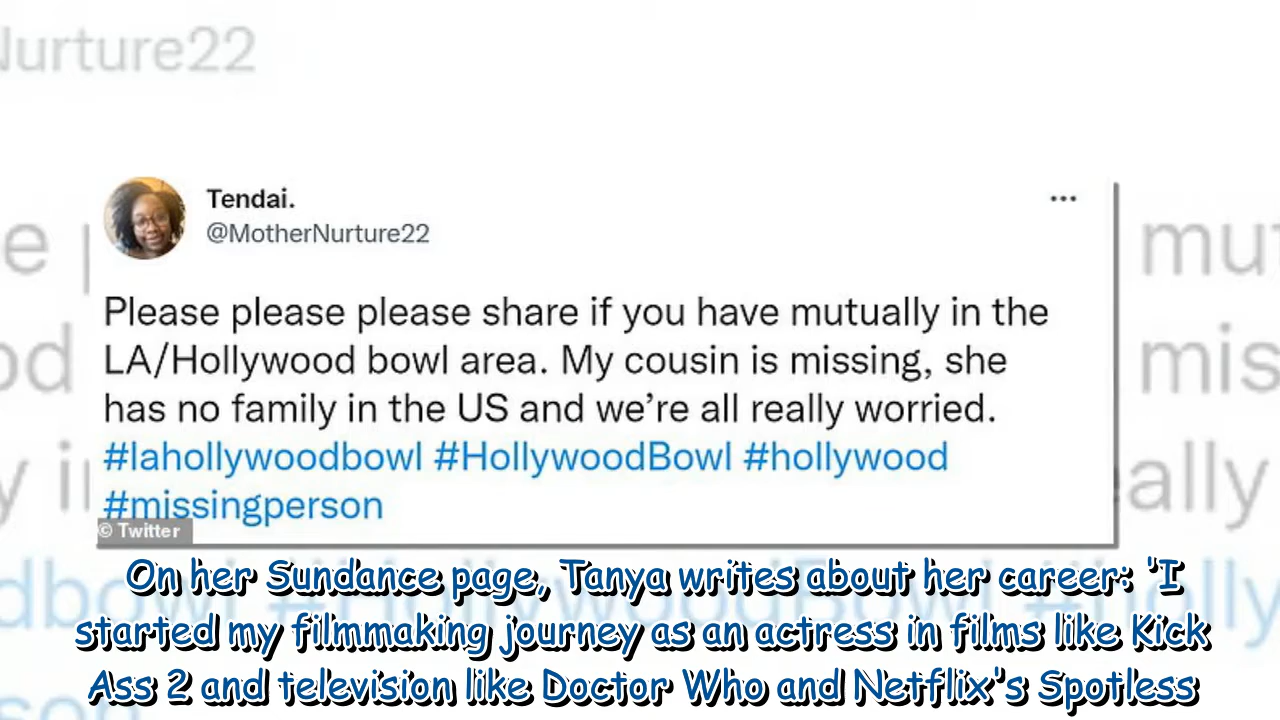 Nurture22
Tendai.
@MotherNurture22
Please please please share if you have mutually in the
LA/Hollywood bowl area. My cousin is missing, she
has no family in the US and we're all really worried.
#lahollywoodbowl #HollywoodBowl #hollywood
#missingperson
© Twitter
On her Sundance page, Tanya writes about her career: 'I
started my filmmaking journey as an actress in films like Kick
Ass 2 and television like Doctor Who and Netflix's Spotless